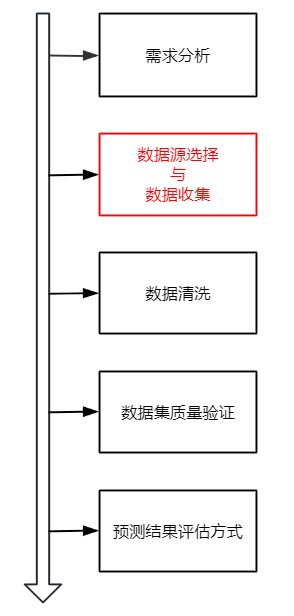 需求分析
数据源选择
与
数据收集
数据清洗
数据集质量验证
预测结果评估方式